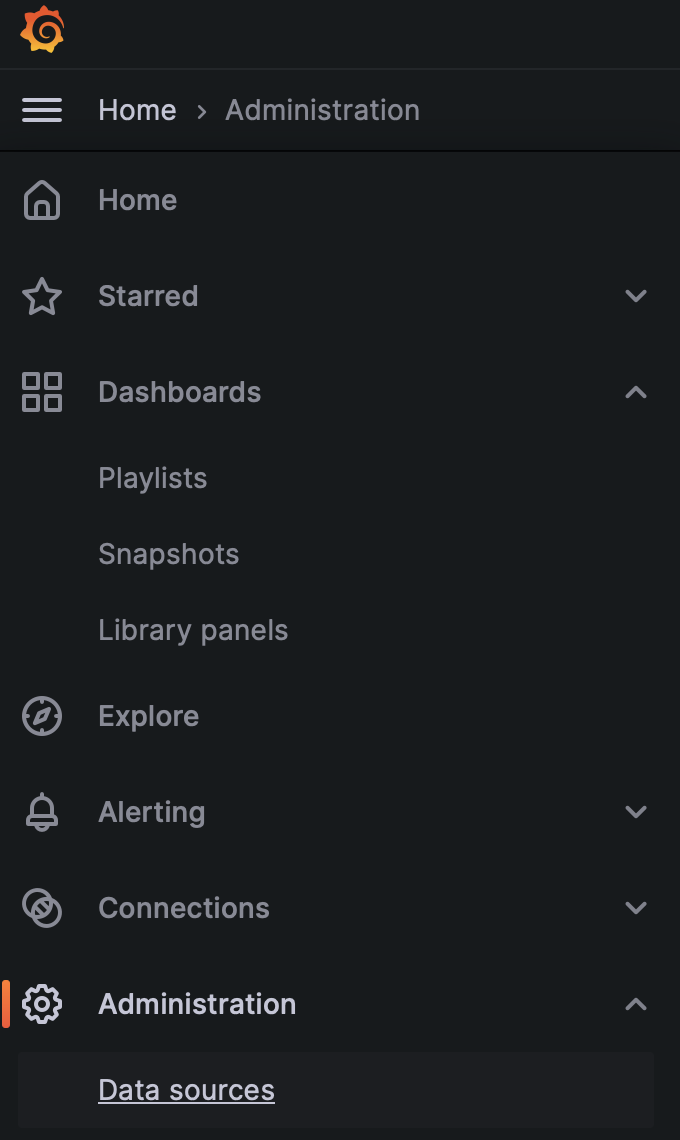 Home › Administration
Home
Starred
Dashboards
Playlists
Snapshots
Library panels
Explore
Alerting
Connections
Administration
Data sources